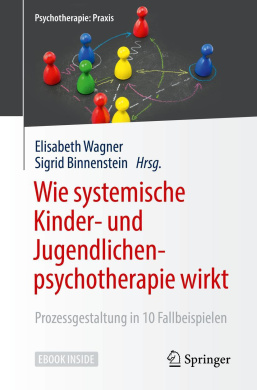 Psychotherapie: Praxis
Elisabeth Wagner
Sigrid Binnenstein Hrsg.
Wie systemische
Kinder- und
Jugendlichen-
psychotherapie wirkt
Prozessgestaltung in 10 Fallbeispielen
EBOOK INSIDE
Springer